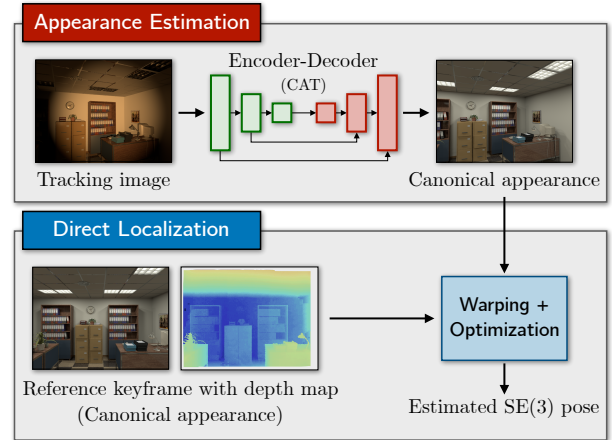 Appearance Estimation
Encoder-Decoder
(CAT)
Tracking image
Canonical appearance
Direct Localization
Warping +
Optimization
Reference keyframe with depth map
(Canonical appearance)
Estimated SE(3) pose